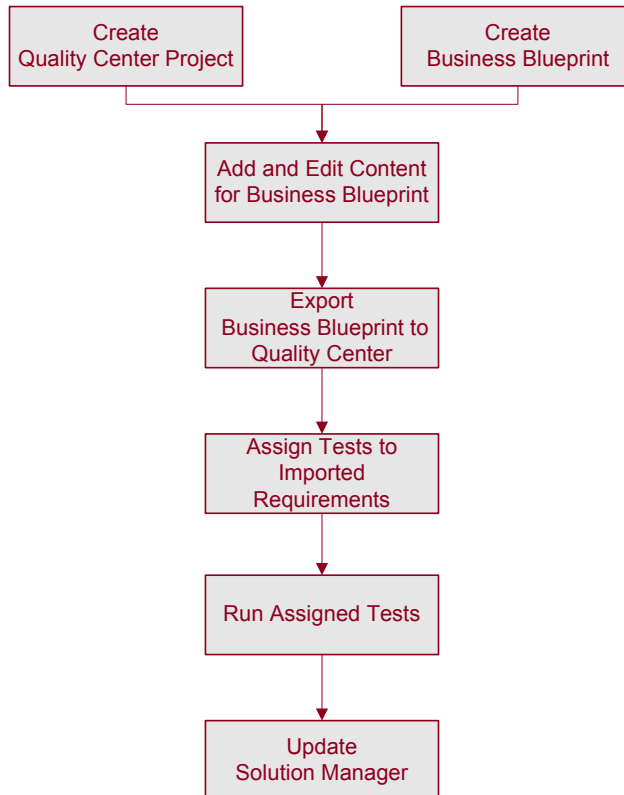 Create
Quality Center Project
Create
Business Blueprint
Add and Edit Content
for Business Blueprint
Export
Business Blueprint to
Quality Center
Assign Tests to
Imported
Requirements
Run Assigned Tests
Update
Solution Manager